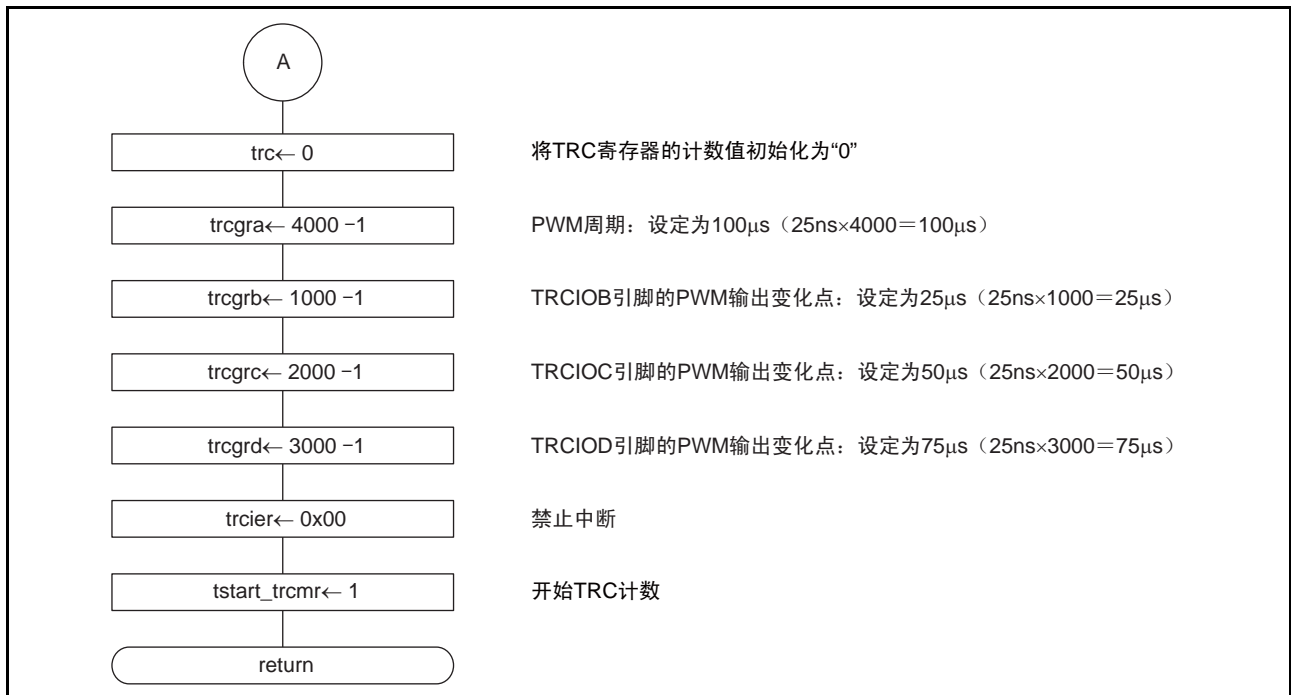 A
trc← 0 将TRC寄存器的计数值初始化为“0”
trcgra← 4000 −1 PWM周期：设定为100μs（25ns×4000＝100μs）
trcgrb← 1000 −1 TRCIOB引脚的PWM输出变化点：设定为25μs（25ns×1000＝25μs）
trcgrc← 2000 −1 TRCIOC引脚的PWM输出变化点：设定为50μs（25ns×2000＝50μs）
trcgrd← 3000 −1 TRCIOD引脚的PWM输出变化点：设定为75μs（25ns×3000＝75μs）
trcier← 0x00 禁止中断
tstart_trcmr← 1 开始TRC计数
return